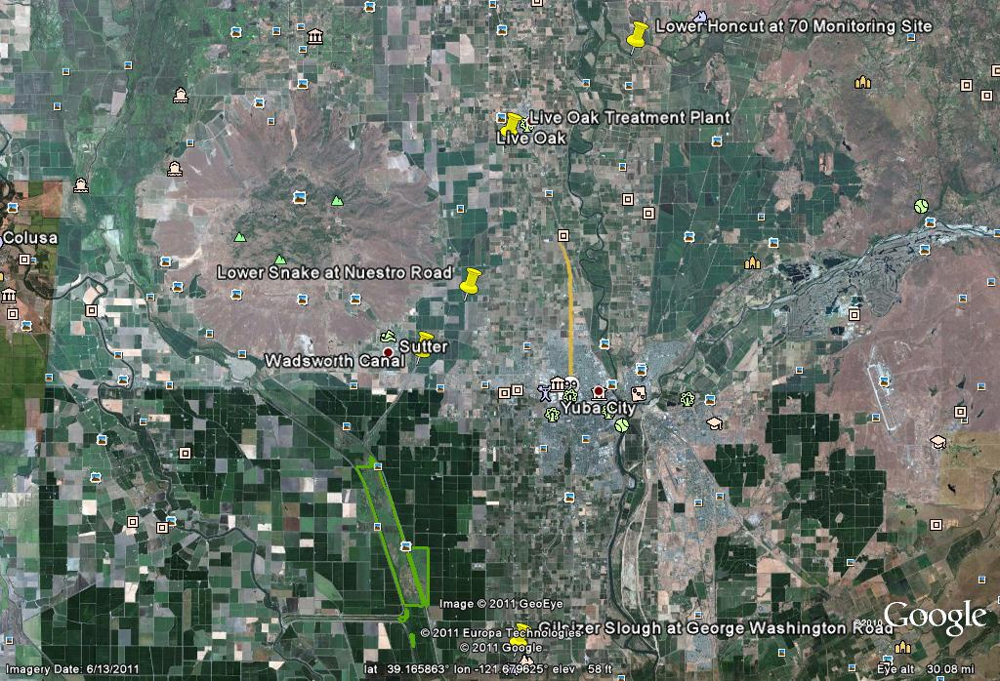 Lower Honcut at 70 Monitoring Site
Live Oak Treatment Plant
Live Oak
Colusa
Lower Snake at Nuestro Road
Sutter
Wadsworth Canal
99
Yuba City
Image © 2011 GeoEye
Gilsizer Slough at George Washington Road
© 2011 Europa Technologies
© 2010 Google
© 2011 Google
Imagery Date: 6/13/2011
lat 39.165863° lon -121.679625° elev 58 ft
Eye alt 30.08 mi